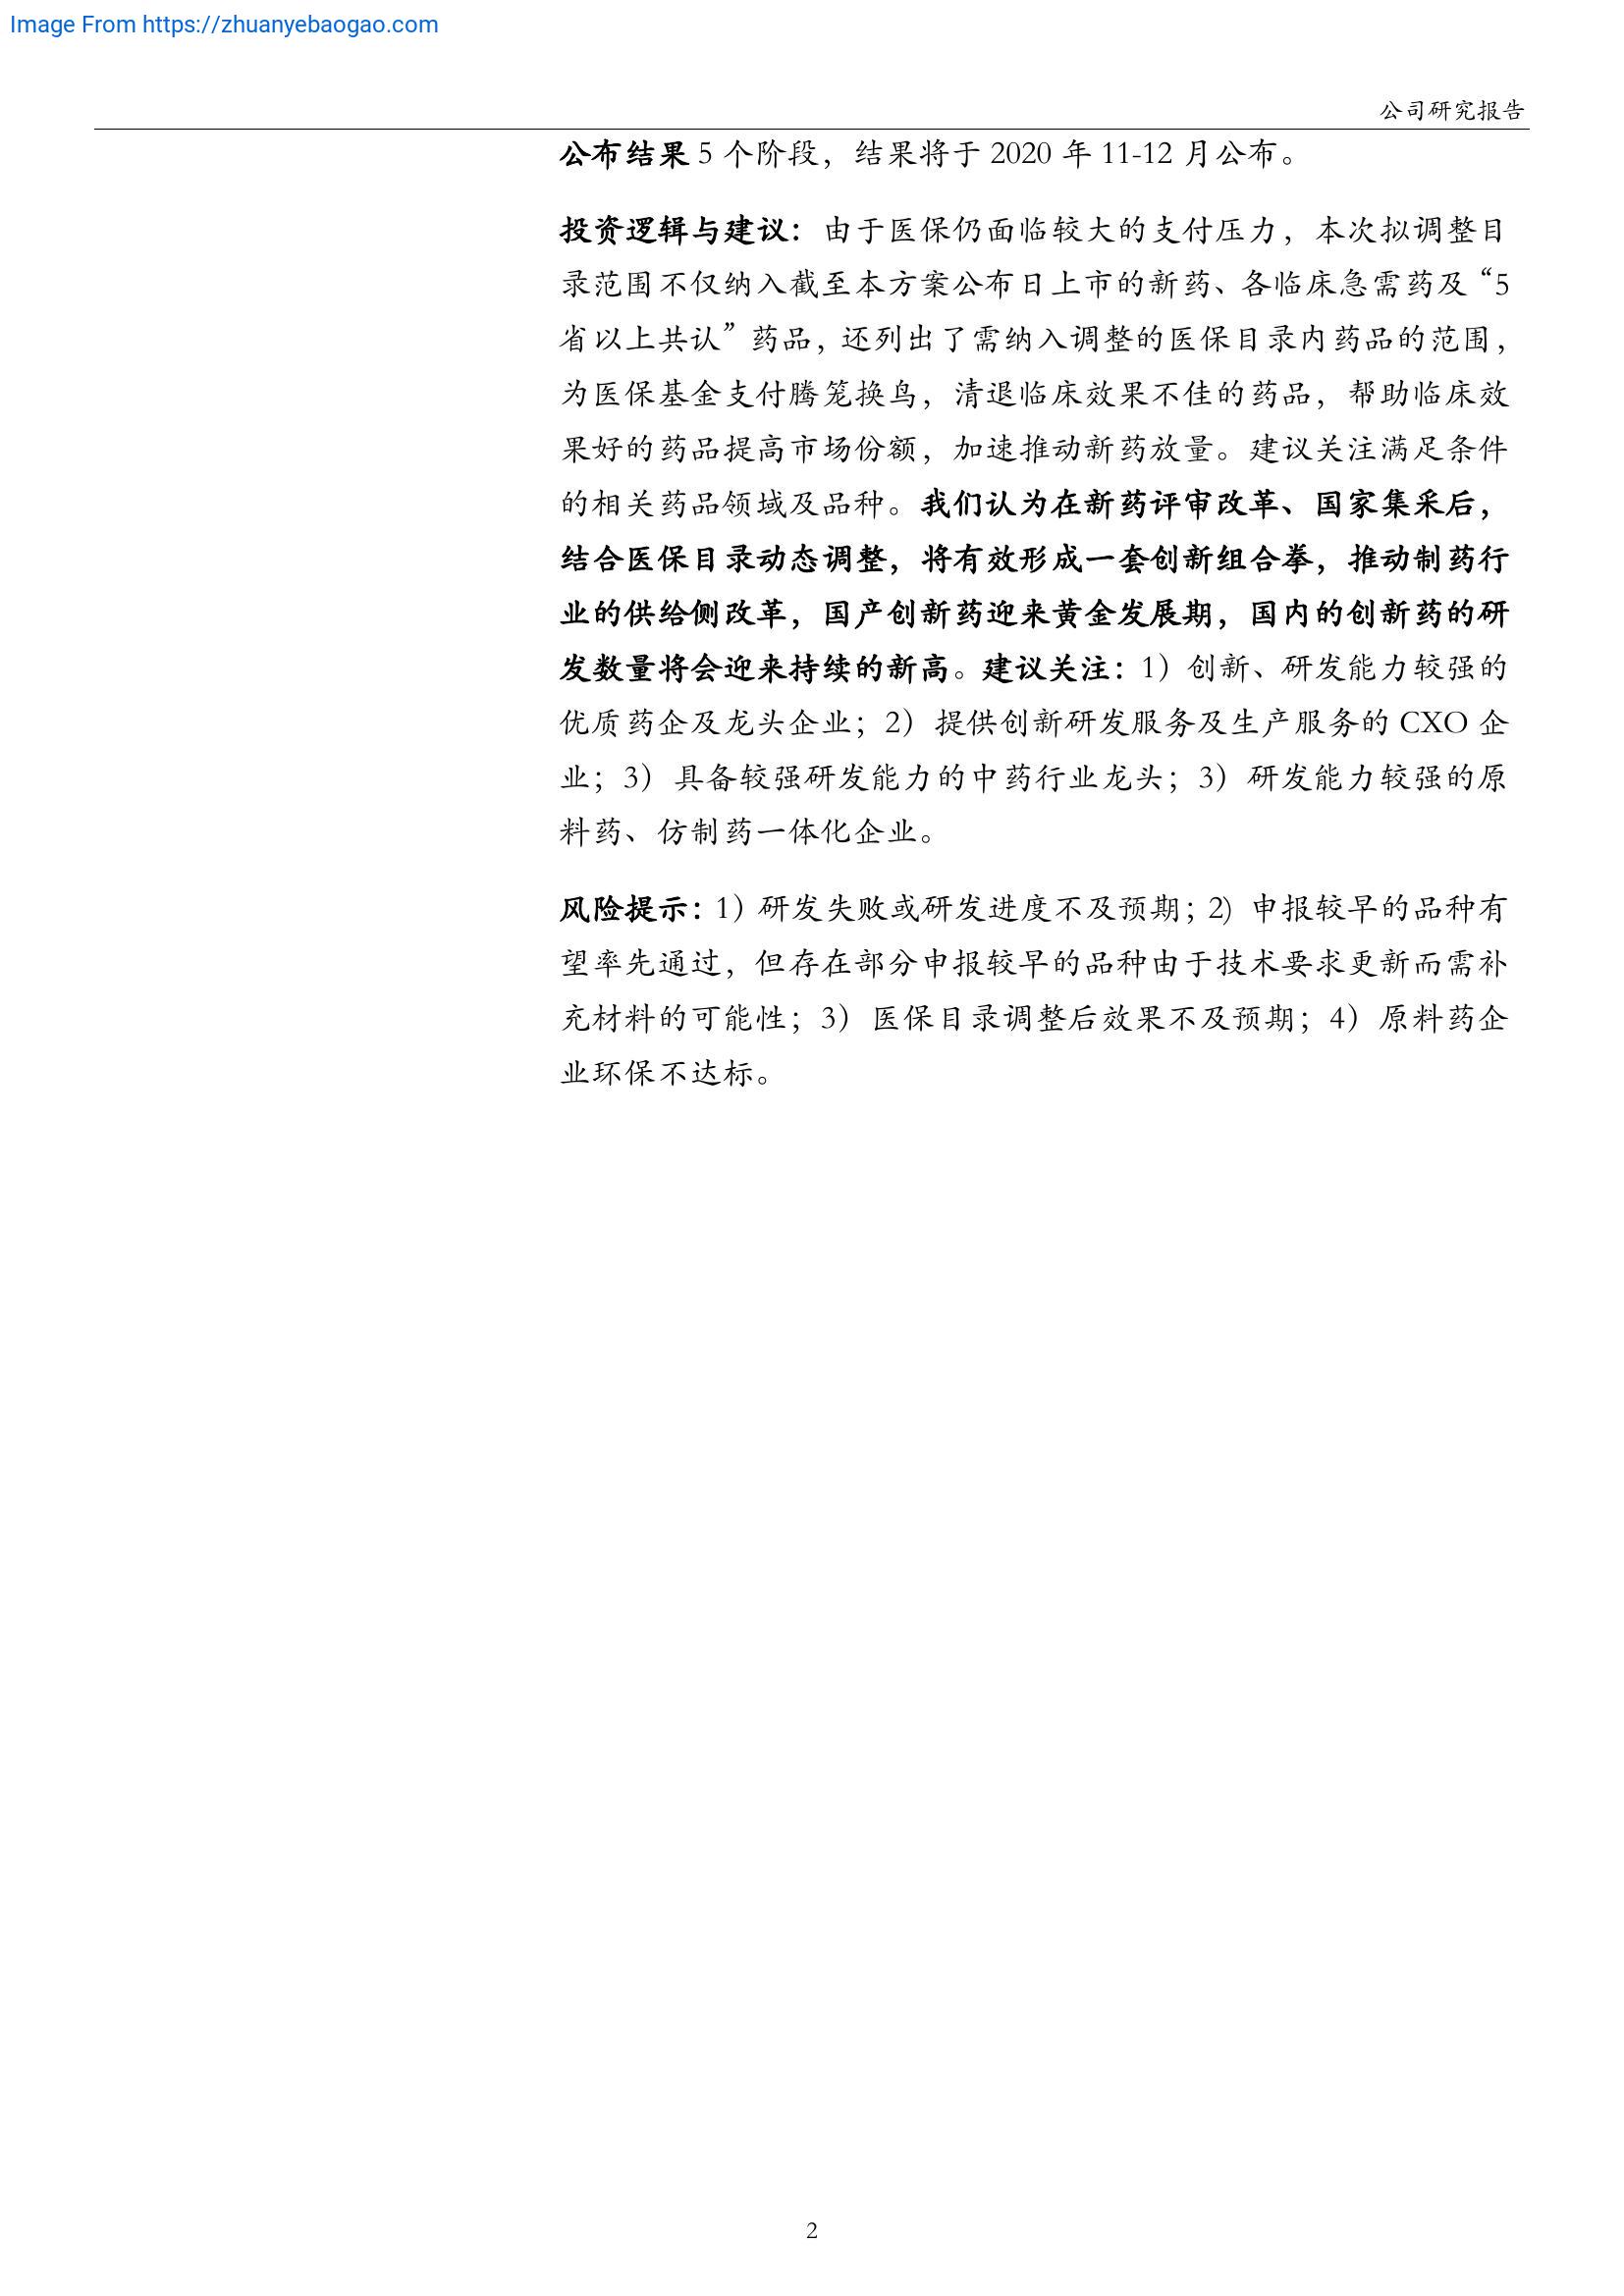 Image From https://zhuanyebaogao.com
公司研究报告
公布结果 5 个阶段，结果将于 2020 年 11-12 月公布。
投资逻辑与建议：由于医保仍面临较大的支付压力，本次拟调整目
录范围不仅纳入截至本方案公布日上市的新药、各临床急需药及“5
省以上共认”药品，还列出了需纳入调整的医保目录内药品的范围，
为医保基金支付腾笼换鸟，清退临床效果不佳的药品，帮助临床效
果好的药品提高市场份额，加速推动新药放量。建议关注满足条件
的相关药品领域及品种。我们认为在新药评审改革、国家集采后，
结合医保目录动态调整，将有效形成一套创新组合拳，推动制药行
业的供给侧改革，国产创新药迎来黄金发展期，国内的创新药的研
发数量将会迎来持续的新高。建议关注：1）创新、研发能力较强的
优质药企及龙头企业；2）提供创新研发服务及生产服务的 CXO 企
业；3）具备较强研发能力的中药行业龙头；3）研发能力较强的原
料药、仿制药一体化企业。
风险提示：1）研发失败或研发进度不及预期；2) 申报较早的品种有
望率先通过，但存在部分申报较早的品种由于技术要求更新而需补
充材料的可能性；3）医保目录调整后效果不及预期；4）原料药企
业环保不达标。
2